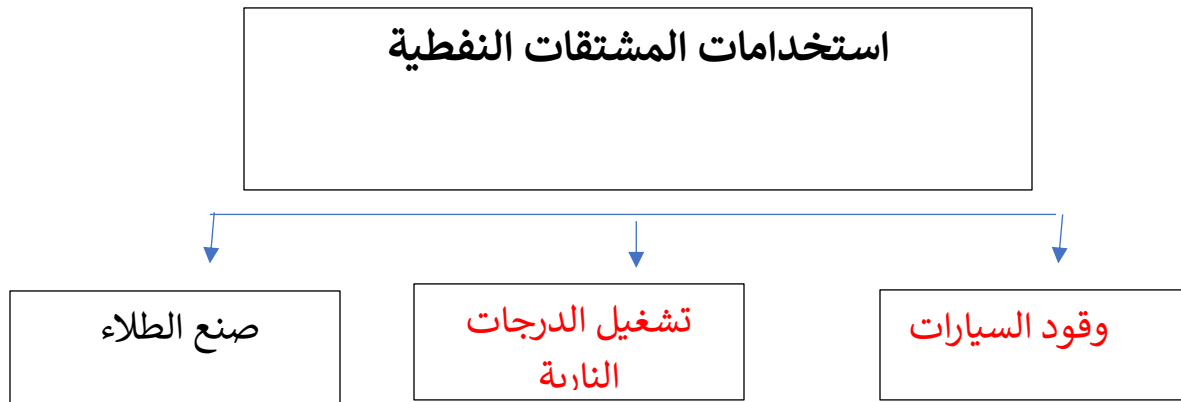 استخدامات المشتقات النفطية
وقود السيارات
تشغيل الدرجات
النارية
صنع الطلاء